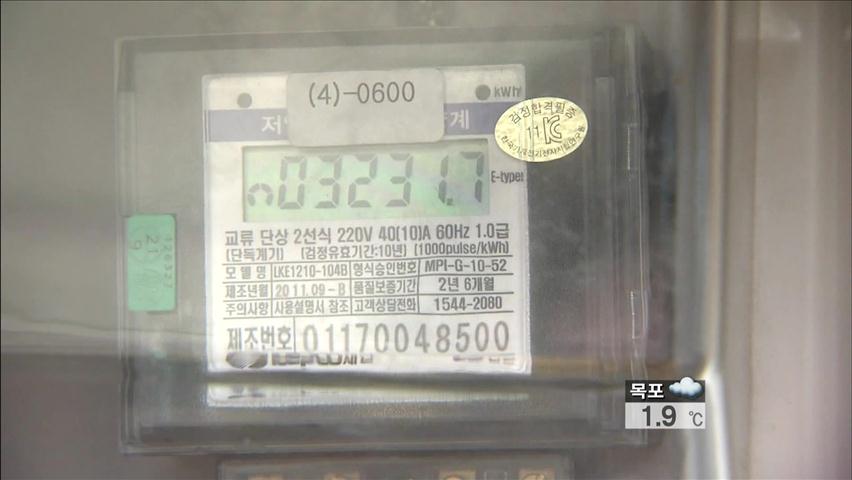 (4)-0600
kWh
검정합격필증
11 KC
03231.7
E-type
교류 단상 2선식 220V 40(10)A 60Hz 1.0급
(단독계기) (검정유효기간:10년) (1000pulse/kWh)
모 델 명 LKE1210-104B 형식승인번호 MPI-G-10-52
제조년월 2011.09-B 품질보증기간 2년 6개월
주의사항 사용설명서 참조 고객상담전화 1544-2080
제조번호 01170048500
21
9
목포
1.9 ℃